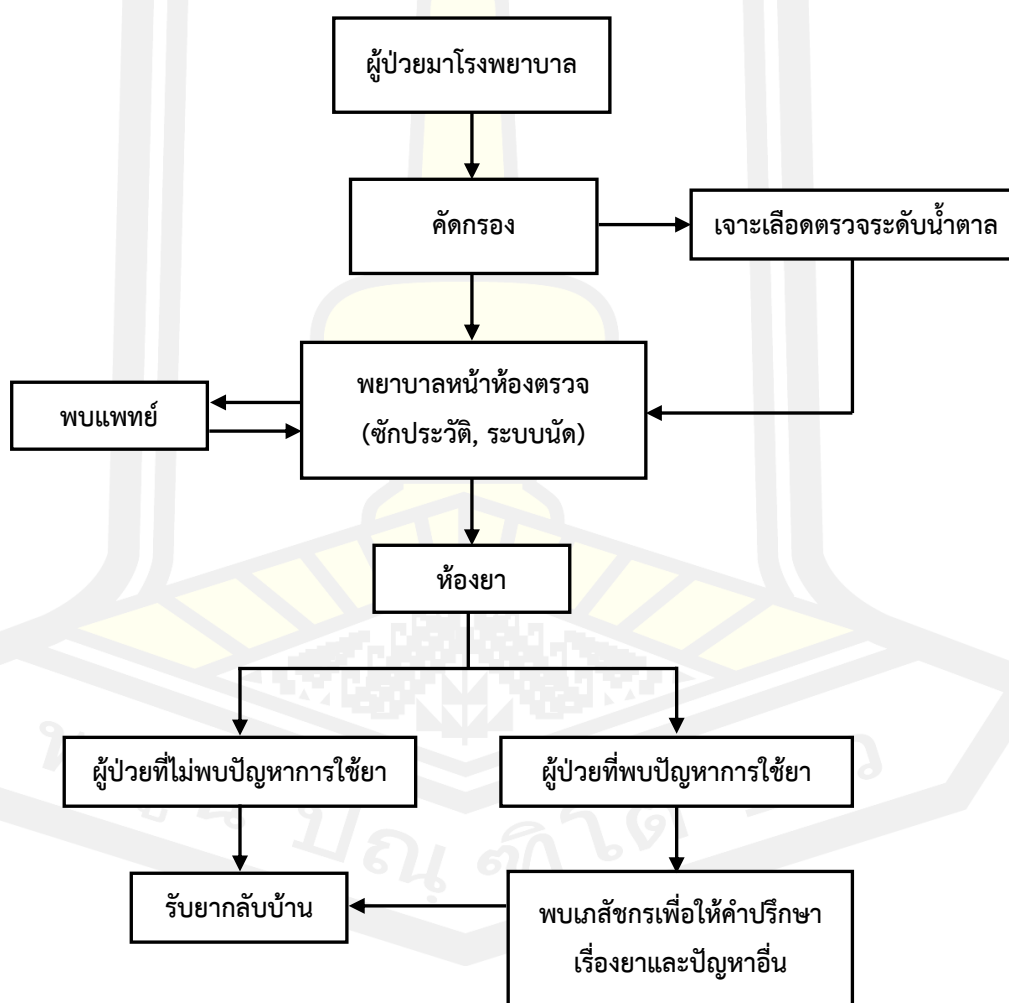 ผู้ป่วยมาโรงพยาบาล
คัดกรอง
เจาะเลือดตรวจระดับน้ำตาล
พยาบาลหน้าห้องตรวจ
(ซักประวัติ, ระบบนัด)
พบแพทย์
ห้องยา
ผู้ป่วยที่ไม่พบปัญหาการใช้ยา
ผู้ป่วยที่พบปัญหาการใช้ยา
รับยากลับบ้าน
พบเภสัชกรเพื่อให้คำปรึกษา
เรื่องยาและปัญหาอื่น